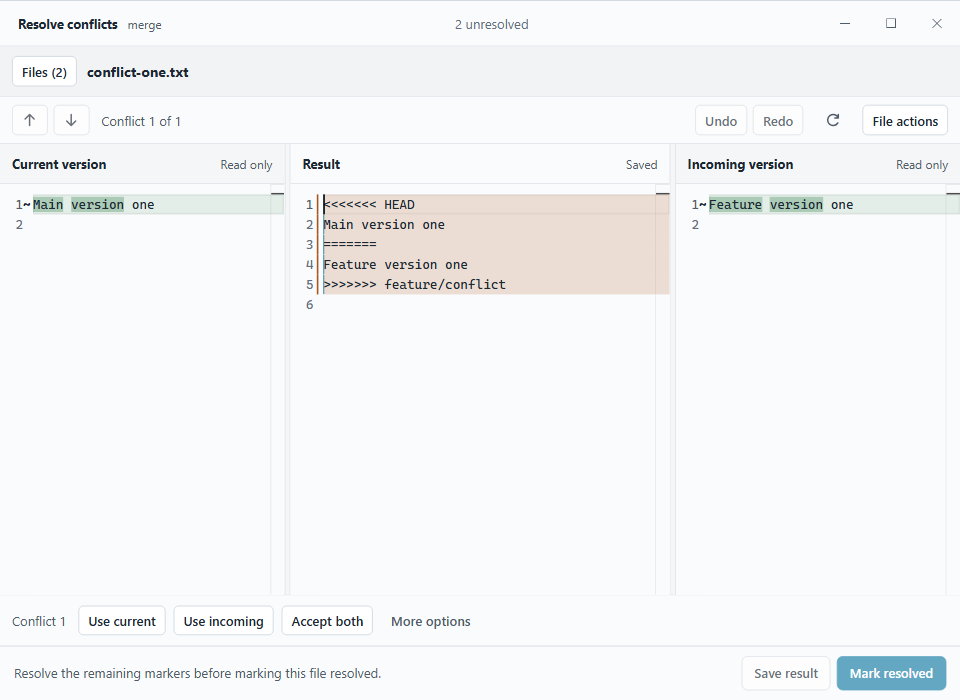 Resolve conflicts merge 2 unresolved
Files (2) conflict-one.txt
Conflict 1 of 1 Undo Redo File actions
Current version Read only Result Saved Incoming version Read only
1~Main version one
2
1 <<<<<<< HEAD
2 Main version one
3 =======
4 Feature version one
5 >>>>>>> feature/conflict
6
1~Feature version one
2
Conflict 1 Use current Use incoming Accept both More options
Resolve the remaining markers before marking this file resolved. Save result Mark resolved